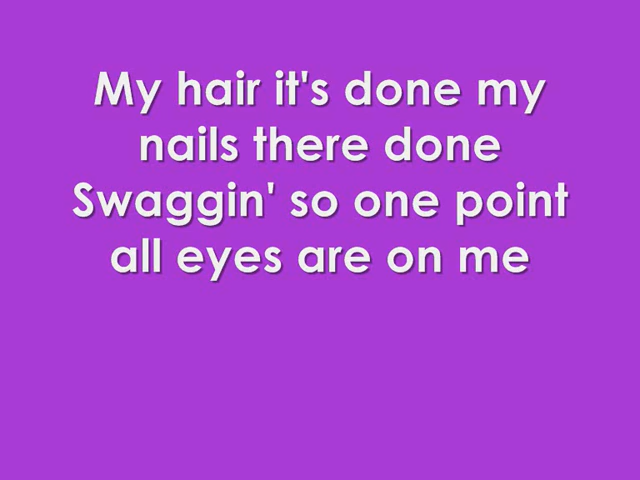 My hair it's done my
nails there done
Swaggin' so one point
all eyes are on me